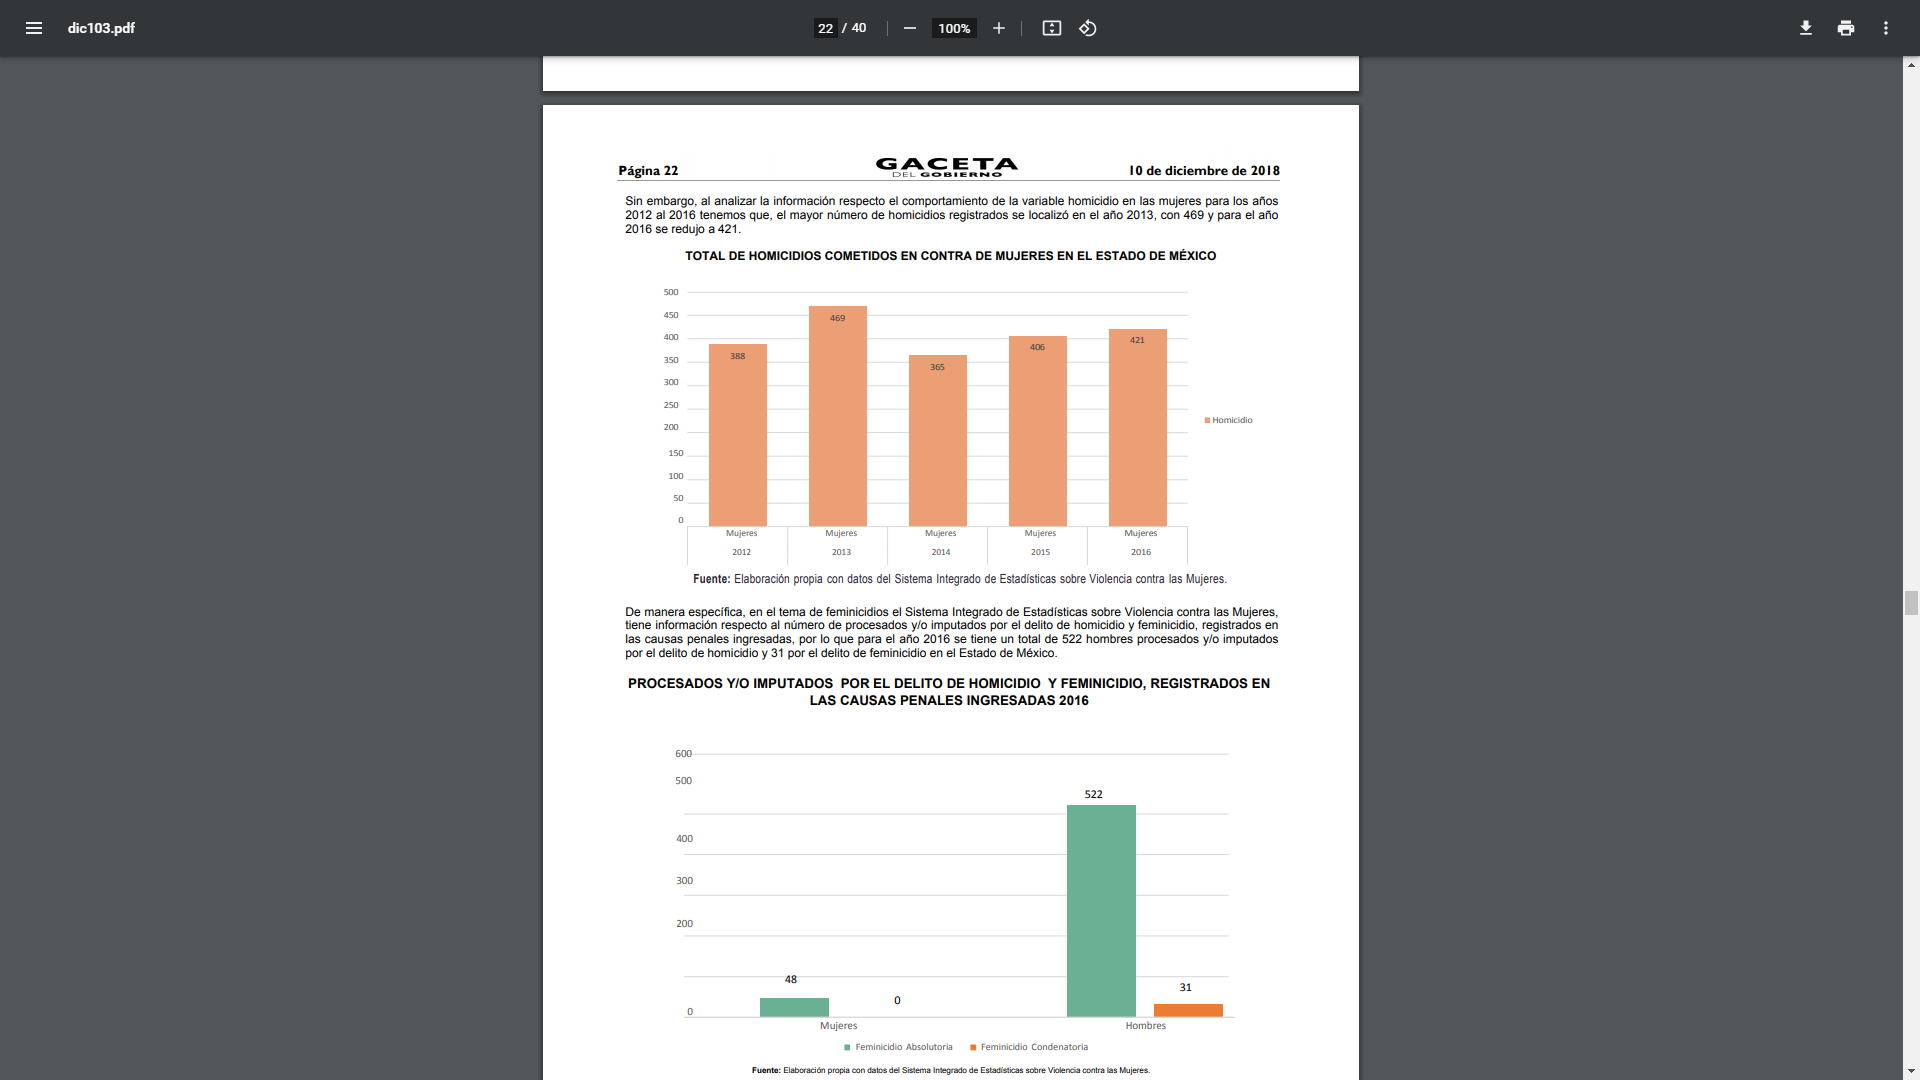 dic103.pdf
22 / 40
100%
Página 22
GACETA
DEL GOBIERNO
10 de diciembre de 2018
Sin embargo, al analizar la información respecto el comportamiento de la variable homicidio en las mujeres para los años
2012 al 2016 tenemos que, el mayor número de homicidios registrados se localizó en el año 2013, con 469 y para el año
2016 se redujo a 421.
TOTAL DE HOMICIDIOS COMETIDOS EN CONTRA DE MUJERES EN EL ESTADO DE MÉXICO
500
450
400
350
300
250
200
150
100
50
0
388
469
365
406
421
Homicidio
Mujeres Mujeres Mujeres Mujeres Mujeres
2012 2013 2014 2015 2016
Fuente: Elaboración propia con datos del Sistema Integrado de Estadísticas sobre Violencia contra las Mujeres.
De manera específica, en el tema de feminicidios el Sistema Integrado de Estadísticas sobre Violencia contra las Mujeres,
tiene información respecto al número de procesados y/o imputados por el delito de homicidio y feminicidio, registrados en
las causas penales ingresadas, por lo que para el año 2016 se tiene un total de 522 hombres procesados y/o imputados
por el delito de homicidio y 31 por el delito de feminicidio en el Estado de México.
PROCESADOS Y/O IMPUTADOS POR EL DELITO DE HOMICIDIO Y FEMINICIDIO, REGISTRADOS EN
LAS CAUSAS PENALES INGRESADAS 2016
600
500
400
300
200
0
48
0
522
31
Mujeres Hombres
Feminicidio Absolutoria Feminicidio Condenatoria
Fuente: Elaboración propia con datos del Sistema Integrado de Estadísticas sobre Violencia contra las Mujeres.